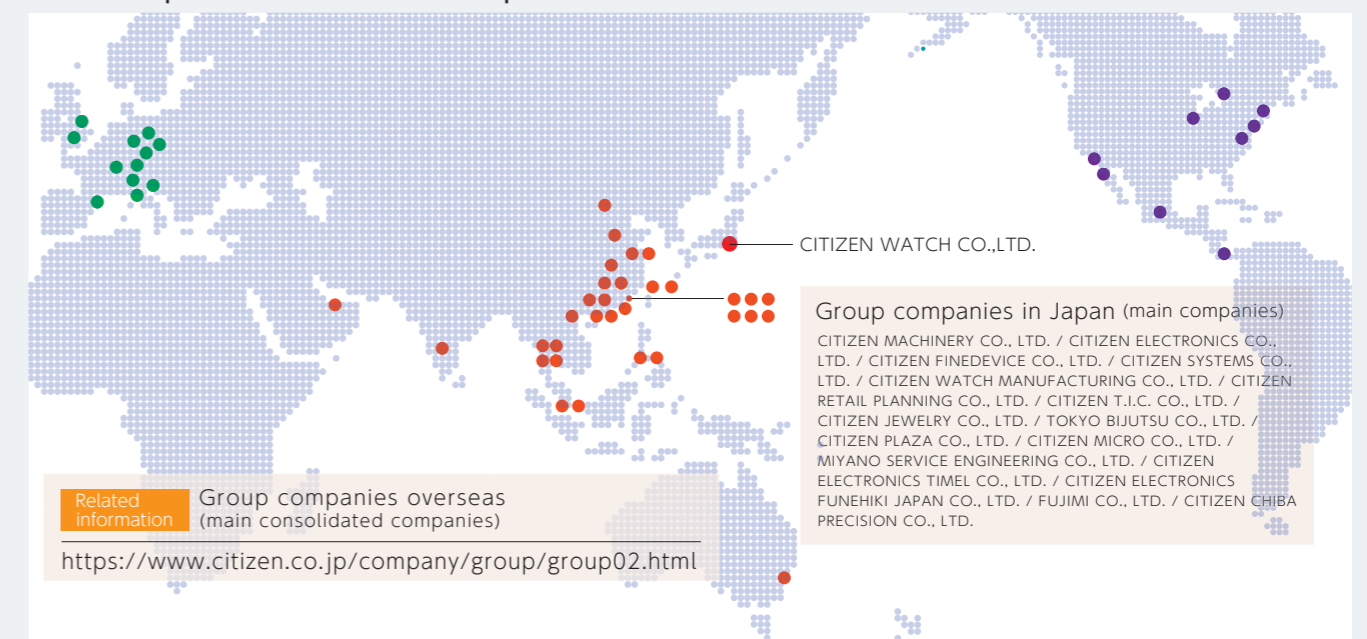 CITIZEN WATCH CO.,LTD.
Group companies in Japan (main companies)
CITIZEN MACHINERY CO., LTD. / CITIZEN ELECTRONICS CO.,
LTD. / CITIZEN FINEDEVICE CO., LTD. / CITIZEN SYSTEMS CO.,
LTD. / CITIZEN WATCH MANUFACTURING CO., LTD. / CITIZEN
RETAIL PLANNING CO., LTD. / CITIZEN T.I.C. CO., LTD. /
CITIZEN JEWELRY CO., LTD. / TOKYO BIJUTSU CO., LTD. /
CITIZEN PLAZA CO., LTD. / CITIZEN MICRO CO., LTD. /
MIYANO SERVICE ENGINEERING CO., LTD. / CITIZEN
ELECTRONICS TIMEL CO., LTD. / CITIZEN ELECTRONICS
FUNEHIKI JAPAN CO., LTD. / FUJIMI CO., LTD. / CITIZEN CHIBA
PRECISION CO., LTD.
Related
information
Group companies overseas
(main consolidated companies)
https://www.citizen.co.jp/company/group/group02.html